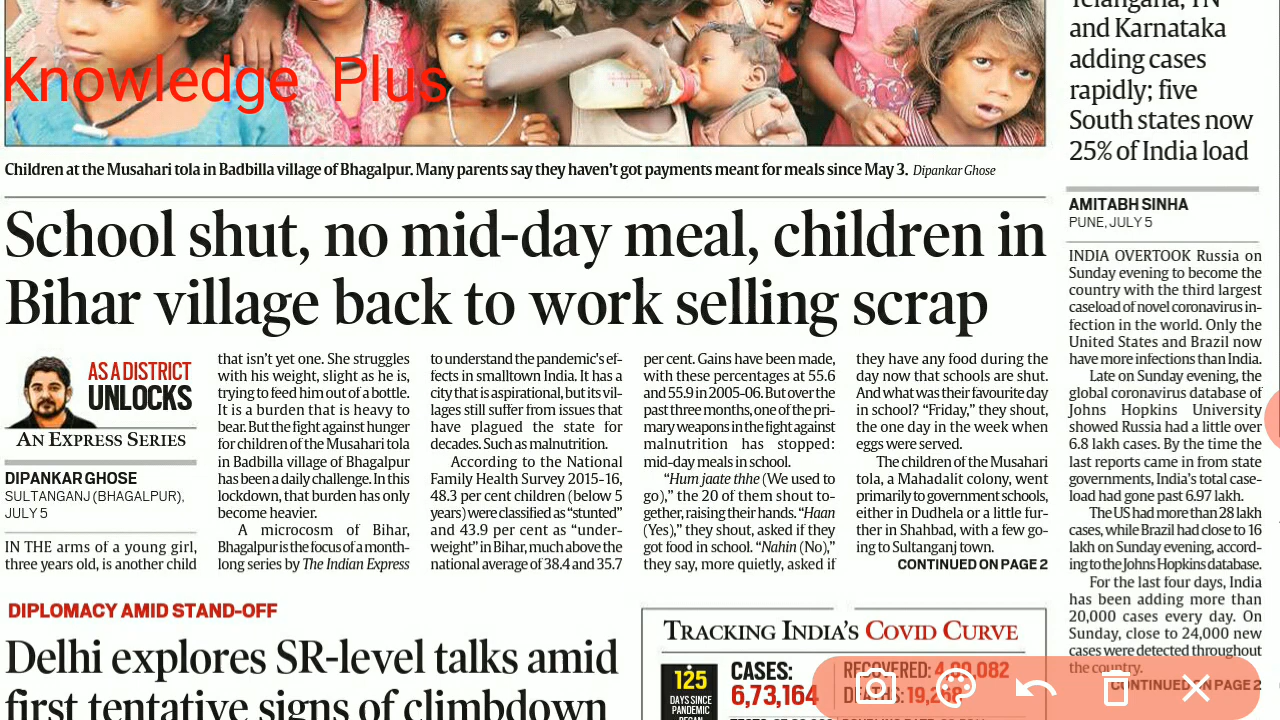 Knowledge Plus
Children at the Musahari tola in Badbilla village of Bhagalpur. Many parents say they haven't got payments meant for meals since May 3. Dipankar Ghose
School shut, no mid-day meal, children in
Bihar village back to work selling scrap
AS A DISTRICT
UNLOCKS
AN EXPRESS SERIES
DIPANKAR GHOSE
SULTANGANJ (BHAGALPUR),
JULY 5
IN THE arms of a young girl,
three years old, is another child
that isn't yet one. She struggles
with his weight, slight as he is,
trying to feed him out of a bottle.
It is a burden that is heavy to
bear. But the fight against hunger
for children of the Musahari tola
in Badbilla village of Bhagalpur
has been a daily challenge. In this
lockdown, that burden has only
become heavier.
A microcosm of Bihar,
Bhagalpur is the focus of a month-
long series by The Indian Express
to understand the pandemic's ef-
fects in smalltown India. It has a
city that is aspirational, but its vil-
lages still suffer from issues that
have plagued the state for
decades. Such as malnutrition.
According to the National
Family Health Survey 2015-16,
48.3 per cent children (below 5
years) were classified as "stunted"
and 43.9 per cent as "under-
weight" in Bihar, much above the
national average of 38.4 and 35.7
per cent. Gains have been made,
with these percentages at 55.6
and 55.9 in 2005-06. But over the
past three months, one of the pri-
mary weapons in the fight against
malnutrition has stopped:
mid-day meals in school.
"Hum jaate thhe (We used to
go)," the 20 of them shout to-
gether, raising their hands. "Haan
(Yes)," they shout, asked if they
got food in school. "Nahin (No),"
they say, more quietly, asked if
they have any food during the
day now that schools are shut.
And what was their favourite day
in school? "Friday," they shout,
the one day in the week when
eggs were served.
The children of the Musahari
tola, a Mahadalit colony, went
primarily to government schools,
either in Dudhela or a little fur-
ther in Shahbad, with a few go-
ing to Sultanganj town.
CONTINUED ON PAGE 2
Telangana, TN
and Karnataka
adding cases
rapidly; five
South states now
25% of India load
AMITABH SINHA
PUNE, JULY 5
INDIA OVERTOOK Russia on
Sunday evening to become the
country with the third largest
caseload of novel coronavirus in-
fection in the world. Only the
United States and Brazil now
have more infections than India.
Late on Sunday evening, the
global coronavirus database of
Johns Hopkins University
showed Russia had a little over
6.8 lakh cases. By the time the
last reports came in from state
governments, India's total case-
load had gone past 6.97 lakh.
The US had more than 28 lakh
cases, while Brazil had close to 16
lakh on Sunday evening, accord-
ing to the Johns Hopkins database.
For the last four days, India
has been adding more than
20,000 cases every day. On
Sunday, close to 24,000 new
cases were detected throughout
the country.
CONTINUED ON PAGE 2
DIPLOMACY AMID STAND-OFF
Delhi explores SR-level talks amid
first tentative signs of climbdown
TRACKING INDIA'S COVID CURVE
125
DAYS SINCE
PANDEMIC
BEGAN
CASES:
6,73,164
RECOVERED:
DEATHS: